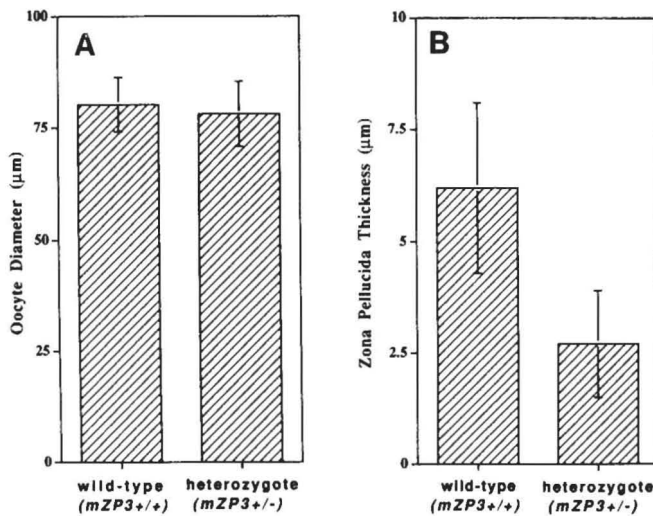 A
Oocyte Diameter (μm)
100
75
50
25
0
wild-type
(mZP3+/+)
heterozygote
(mZP3+/-)
B
Zona Pellucida Thickness (μm)
10
7.5
5
2.5
0
wild-type
(mZP3+/+)
heterozygote
(mZP3+/-)